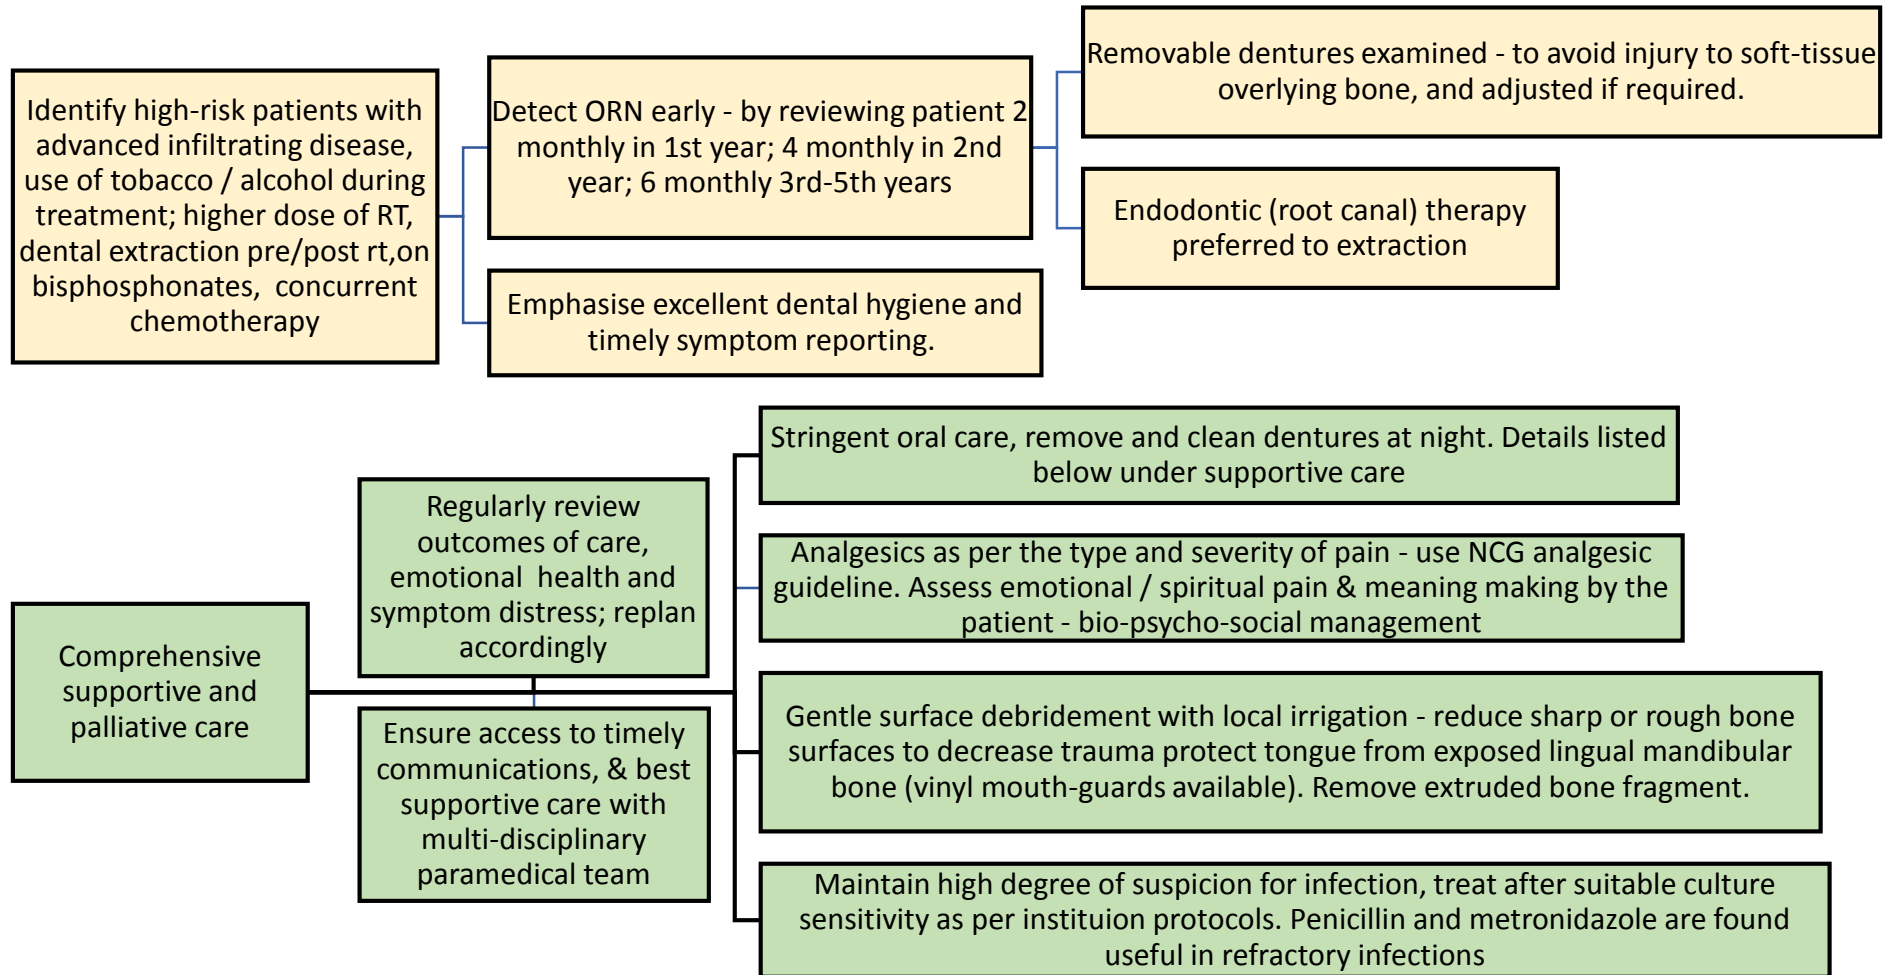 Identify high-risk patients with
advanced infiltrating disease,
use of tobacco / alcohol during
treatment; higher dose of RT,
dental extraction pre/post rt,on
bisphosphonates, concurrent
chemotherapy
Detect ORN early - by reviewing patient 2
monthly in 1st year; 4 monthly in 2nd
year; 6 monthly 3rd-5th years
Emphasise excellent dental hygiene and
timely symptom reporting.
Removable dentures examined - to avoid injury to soft-tissue
overlying bone, and adjusted if required.
Endodontic (root canal) therapy
preferred to extraction
Comprehensive
supportive and
palliative care
Regularly review
outcomes of care,
emotional health and
symptom distress; replan
accordingly
Ensure access to timely
communications, & best
supportive care with
multi-disciplinary
paramedical team
Stringent oral care, remove and clean dentures at night. Details listed
below under supportive care
Analgesics as per the type and severity of pain - use NCG analgesic
guideline. Assess emotional / spiritual pain & meaning making by the
patient - bio-psycho-social management
Gentle surface debridement with local irrigation - reduce sharp or rough bone
surfaces to decrease trauma protect tongue from exposed lingual mandibular
bone (vinyl mouth-guards available). Remove extruded bone fragment.
Maintain high degree of suspicion for infection, treat after suitable culture
sensitivity as per instituion protocols. Penicillin and metronidazole are found
useful in refractory infections